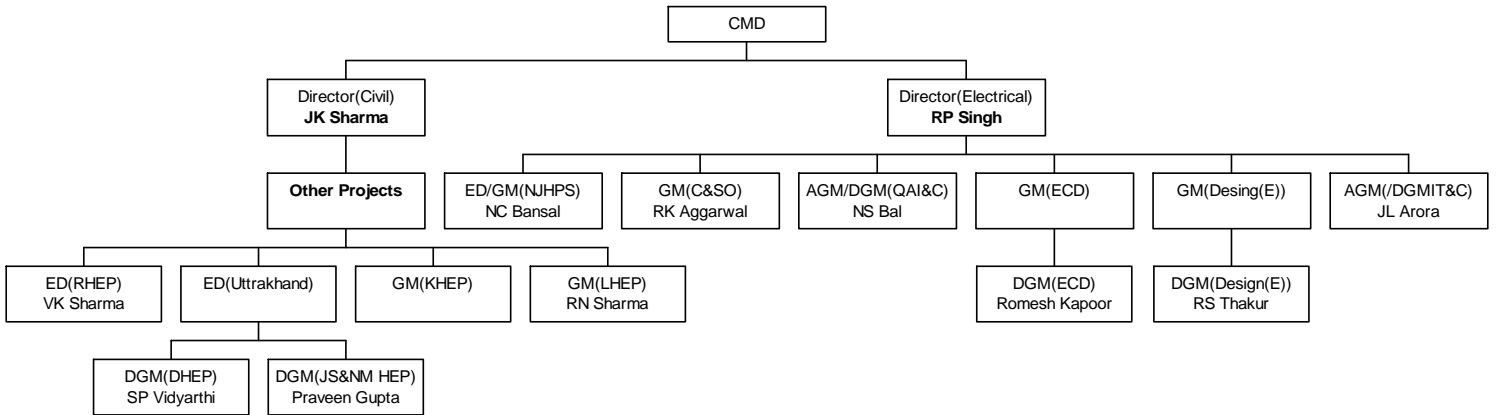 CMD
Director(Civil)
JK Sharma
Director(Electrical)
RP Singh
Other Projects
ED/GM(NJHPS)
NC Bansal
GM(C&SO)
RK Aggarwal
AGM/DGM(QAI&C)
NS Bal
GM(ECD)
GM(Desing(E))
AGM(/DGMIT&C)
JL Arora
ED(RHEP)
VK Sharma
ED(Uttrakhand)
GM(KHEP)
GM(LHEP)
RN Sharma
DGM(ECD)
Romesh Kapoor
DGM(Design(E))
RS Thakur
DGM(DHEP)
SP Vidyarthi
DGM(JS&NM HEP)
Praveen Gupta